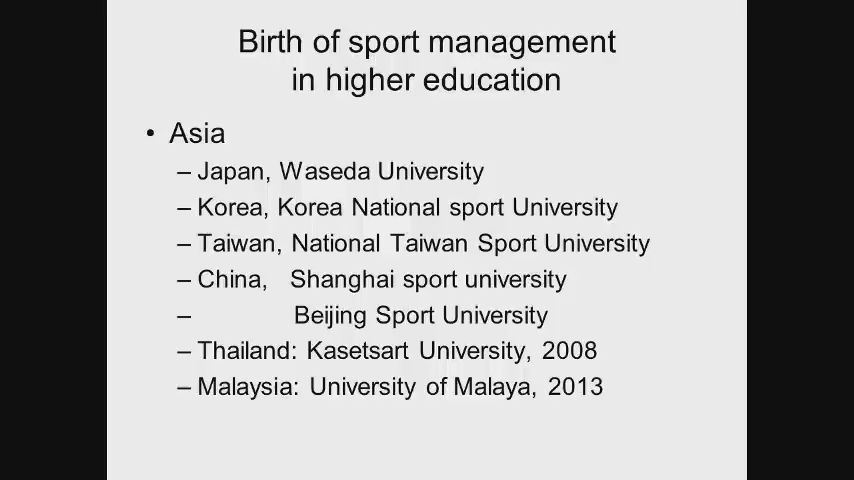 Birth of sport management
in higher education
• Asia
– Japan, Waseda University
– Korea, Korea National sport University
– Taiwan, National Taiwan Sport University
– China, Shanghai sport university
– Beijing Sport University
– Thailand: Kasetsart University, 2008
– Malaysia: University of Malaya, 2013